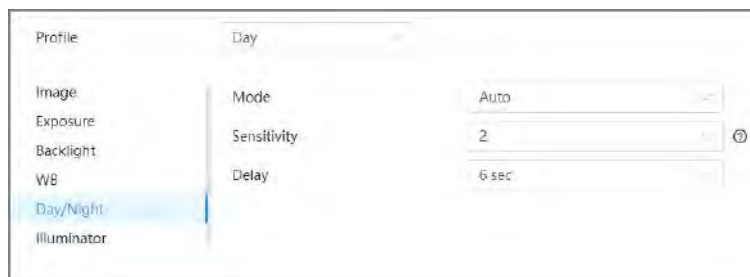 Profile Day
Image
Exposure
Backlight
WB
Day/Night
Illuminator
Mode Auto
Sensitivity 2
Delay 6 sec